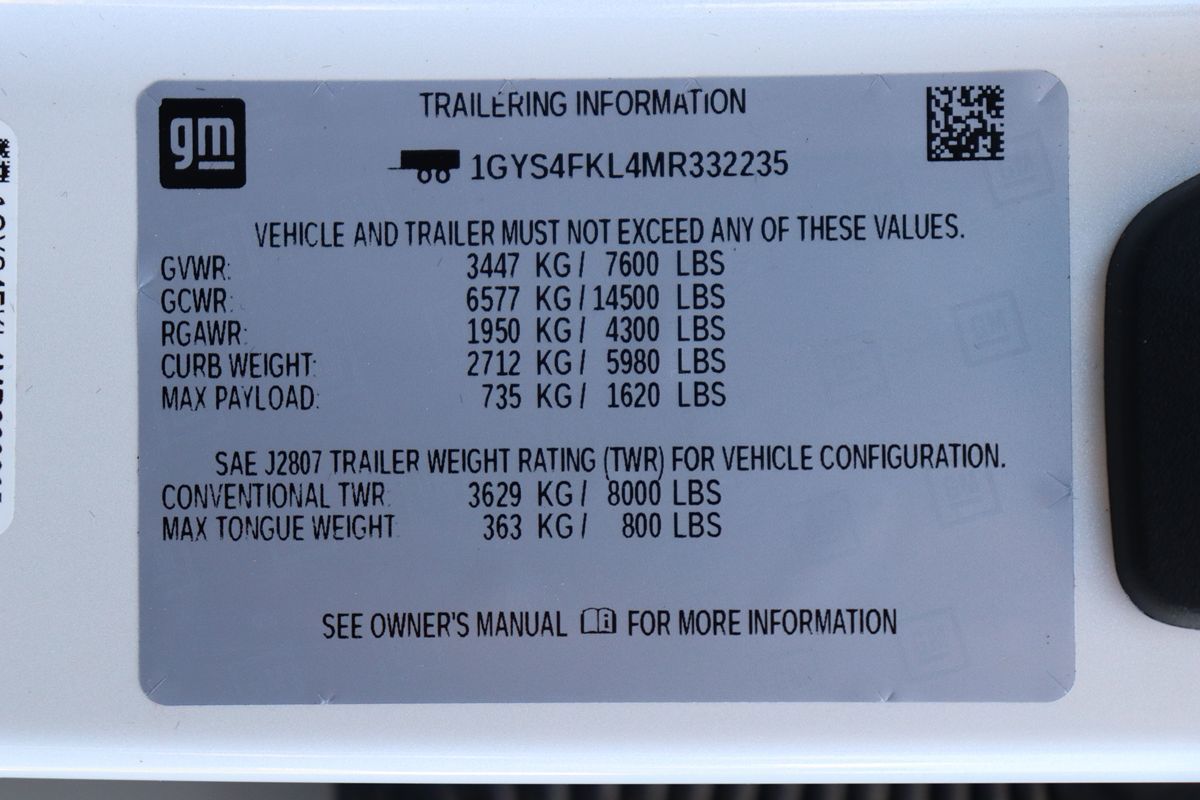 gm
TRAILERING INFORMATION
1GYS4FKL4MR332235
VEHICLE AND TRAILER MUST NOT EXCEED ANY OF THESE VALUES.
GVWR: 3447 KG / 7600 LBS
GCWR: 6577 KG / 14500 LBS
RGAWR: 1950 KG / 4300 LBS
CURB WEIGHT: 2712 KG / 5980 LBS
MAX PAYLOAD: 735 KG / 1620 LBS
SAE J2807 TRAILER WEIGHT RATING (TWR) FOR VEHICLE CONFIGURATION.
CONVENTIONAL TWR: 3629 KG / 8000 LBS
MAX TONGUE WEIGHT: 363 KG / 800 LBS
SEE OWNER'S MANUAL i FOR MORE INFORMATION